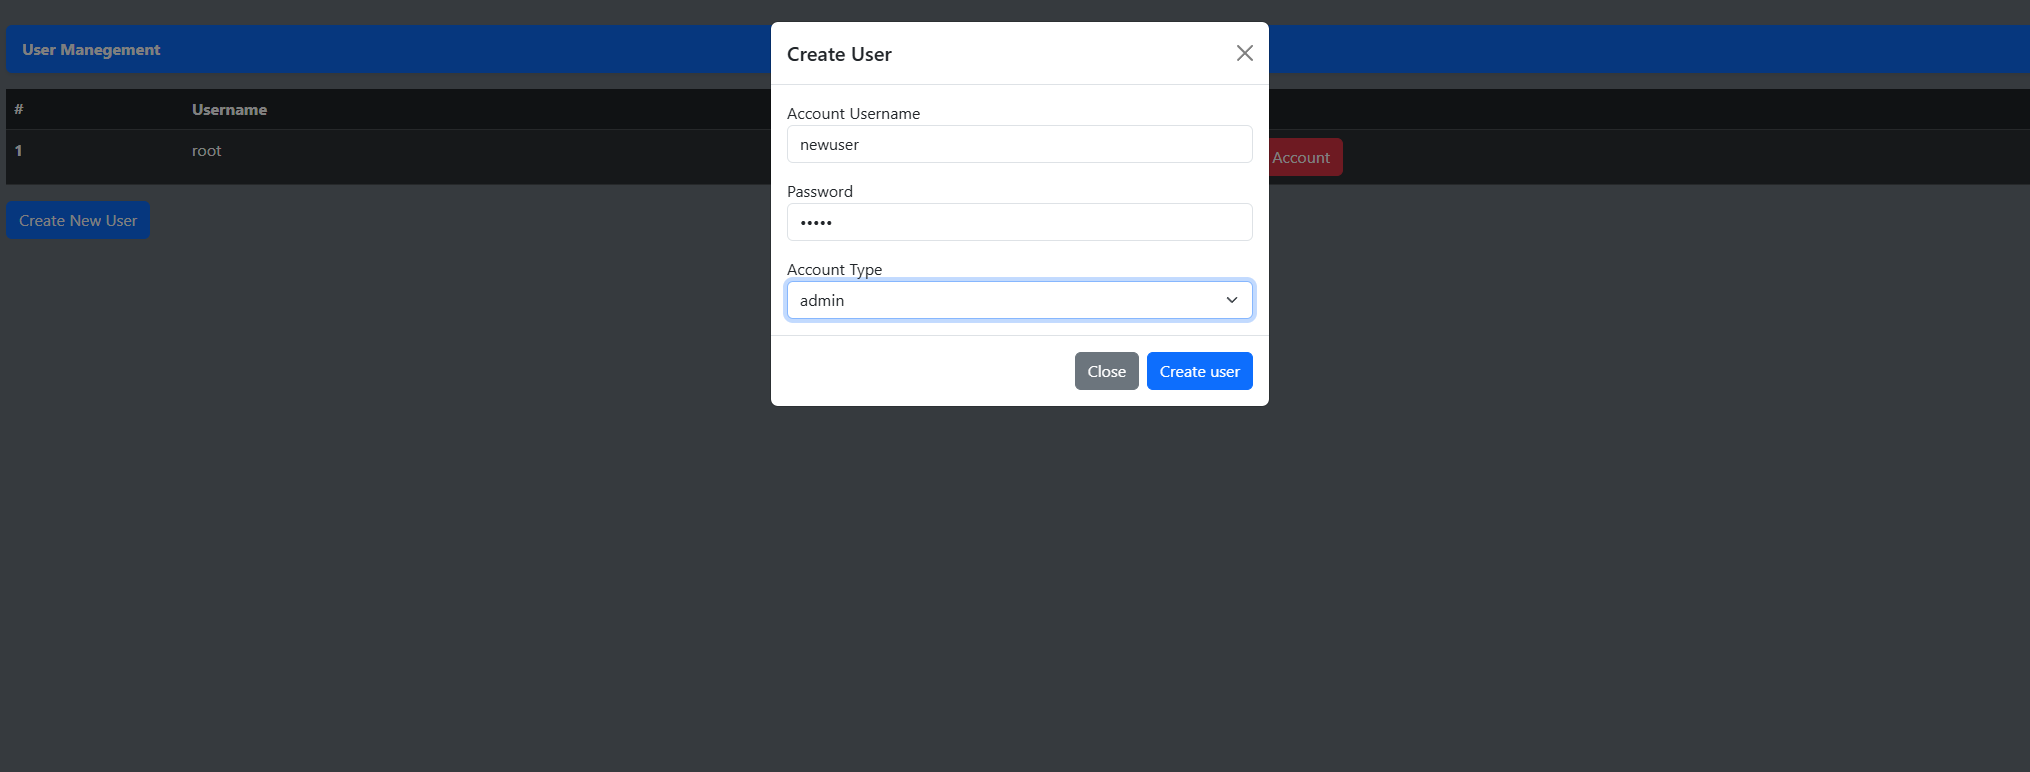 User Manegement
# Username
1 root Account
Create New User
Create User
Account Username
newuser
Password
•••••
Account Type
admin
Close Create user